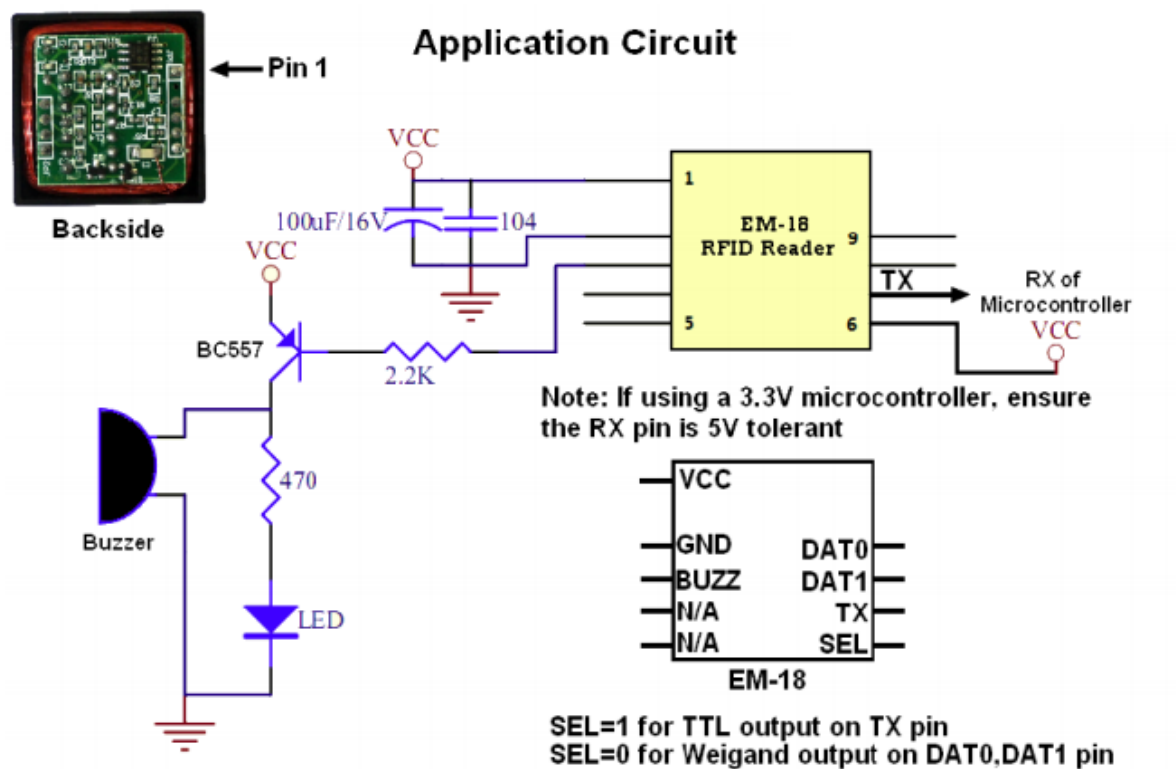 Application Circuit
Pin 1
Backside
VCC
100uF/16V
104
1
5
EM-18
RFID Reader
9
TX
6
RX of
Microcontroller
VCC
VCC
BC557
2.2K
470
Buzzer
LED
Note: If using a 3.3V microcontroller, ensure
the RX pin is 5V tolerant
VCC
GND
BUZZ
N/A
N/A
DAT0
DAT1
TX
SEL
EM-18
SEL=1 for TTL output on TX pin
SEL=0 for Weigand output on DAT0,DAT1 pin